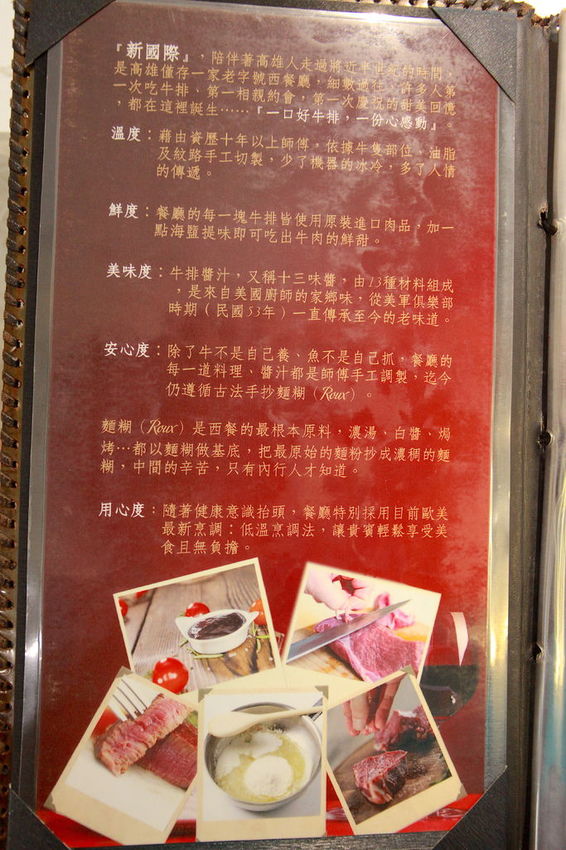 『新國際』，陪伴著高雄人走過將近半世紀的時間，
是高雄僅存一家老字號西餐廳，細數過往，許多人第
一次吃牛排、第一相親約會，第一次慶祝的甜美回憶
，都在這裡誕生……『一口好牛排，一份心感動』。
溫度：藉由資歷十年以上師傅，依據牛隻部位、油脂
及紋路手工切製，少了機器的冰冷，多了人情
的傳遞。
鮮度：餐廳的每一塊牛排皆使用原裝進口肉品，加一
點海鹽提味即可吃出牛肉的鮮甜。
美味度：牛排醬汁，又稱十三味醬，由13種材料組成
，是來自美國廚師的家鄉味，從美軍俱樂部
時期（民國53年）一直傳承至今的老味道。
安心度：除了牛不是自己養、魚不是自己抓，餐廳的
每一道料理、醬汁都是師傅手工調製，迄今
仍遵循古法手抄麵糊（Roux）。
麵糊（Roux）是西餐的最根本原料，濃湯、白醬、焗
烤…都以麵糊做基底，把最原始的麵粉抄成濃稠的麵
糊，中間的辛苦，只有內行人才知道。
用心度：隨著健康意識抬頭，餐廳特別採用目前歐美
最新烹調：低溫烹調法，讓貴賓輕鬆享受美
食且無負擔。